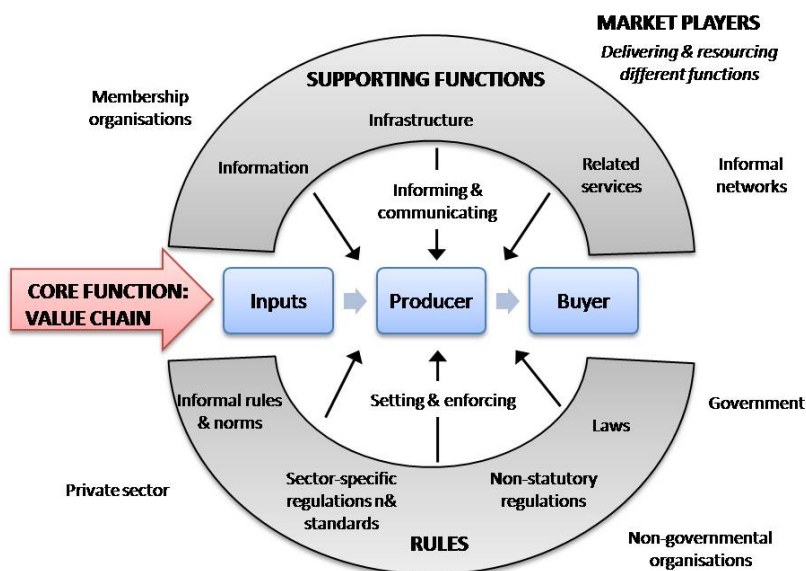 MARKET PLAYERS
Delivering & resourcing
different functions
SUPPORTING FUNCTIONS
Membership
organisations
Infrastructure
Information
Related
services
Informal
networks
Informing &
communicating
CORE FUNCTION:
VALUE CHAIN
Inputs
Producer
Buyer
Informal rules
& norms
Setting & enforcing
Laws
Government
Private sector
Sector-specific
regulations n&
standards
Non-statutory
regulations
RULES
Non-governmental
organisations